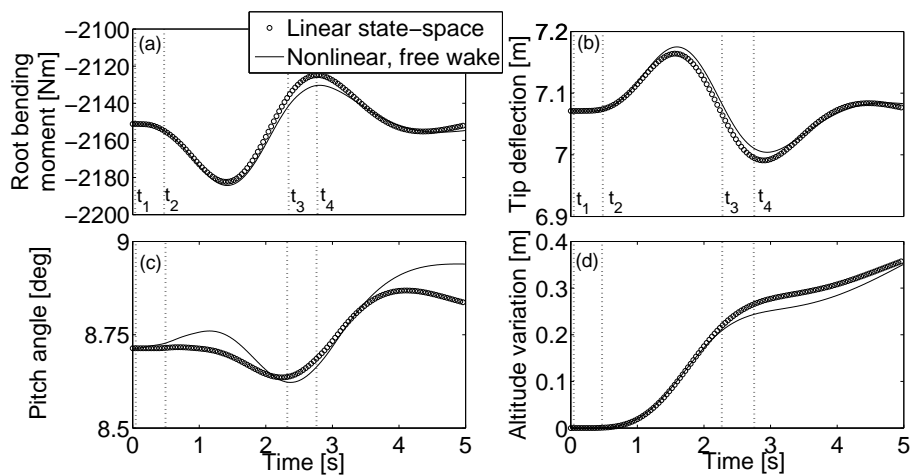 Linear state−space
Nonlinear, free wake
(a)
Root bending
moment [Nm]
−2100
−2120
−2140
−2160
−2180
−2200
t1 t2 t3 t4
0 1 2 3 4 5
(b)
Tip deflection [m]
7.2
7.1
7
6.9
t1 t2 t3 t4
0 1 2 3 4 5
(c)
Pitch angle [deg]
9
8.75
8.5
0 1 2 3 4 5
Time [s]
(d)
Altitude variation [m]
0.4
0.3
0.2
0.1
0
0 1 2 3 4 5
Time [s]